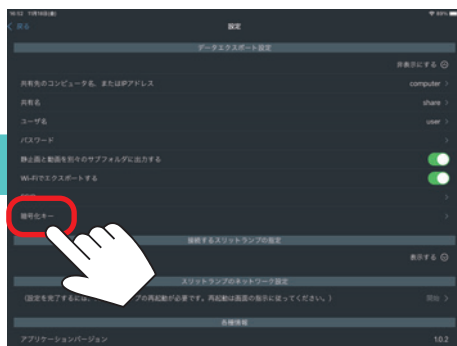 16:52 11月18日(金)
99%
戻る
設定
データエクスポート設定
非表示にする
共有先のコンピュータ名、またはIPアドレス
computer
共有名
share
ユーザ名
user
パスワード
静止画と動画を別々のサブフォルダに出力する
Wi-Fiでエクスポートする
暗号化キー
接続するスリットランプの設定
表示する
スリットランプのネットワーク設定
(設定を完了するには、
プの再起動が必要です。再起動は画面の指示に従ってください。)
開始
各種情報
アプリケーションバージョン
1.0.2